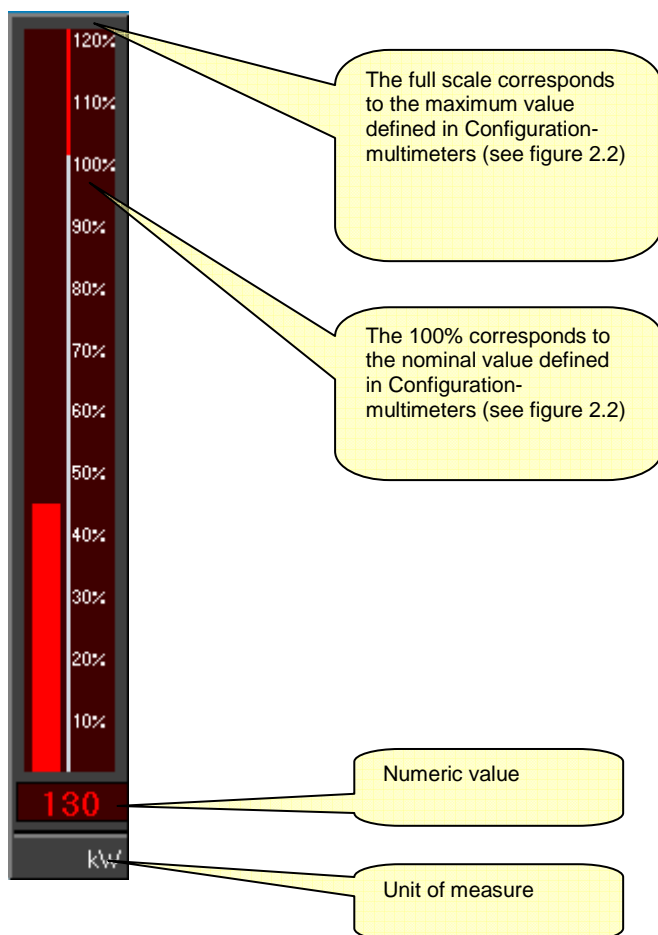 120%
The full scale corresponds
to the maximum value
defined in Configuration-
multimeters (see figure 2.2)
110%
100%
90%
80%
The 100% corresponds to
the nominal value defined
in Configuration-
multimeters (see figure 2.2)
70%
60%
50%
40%
30%
20%
10%
Numeric value
130
kW
Unit of measure